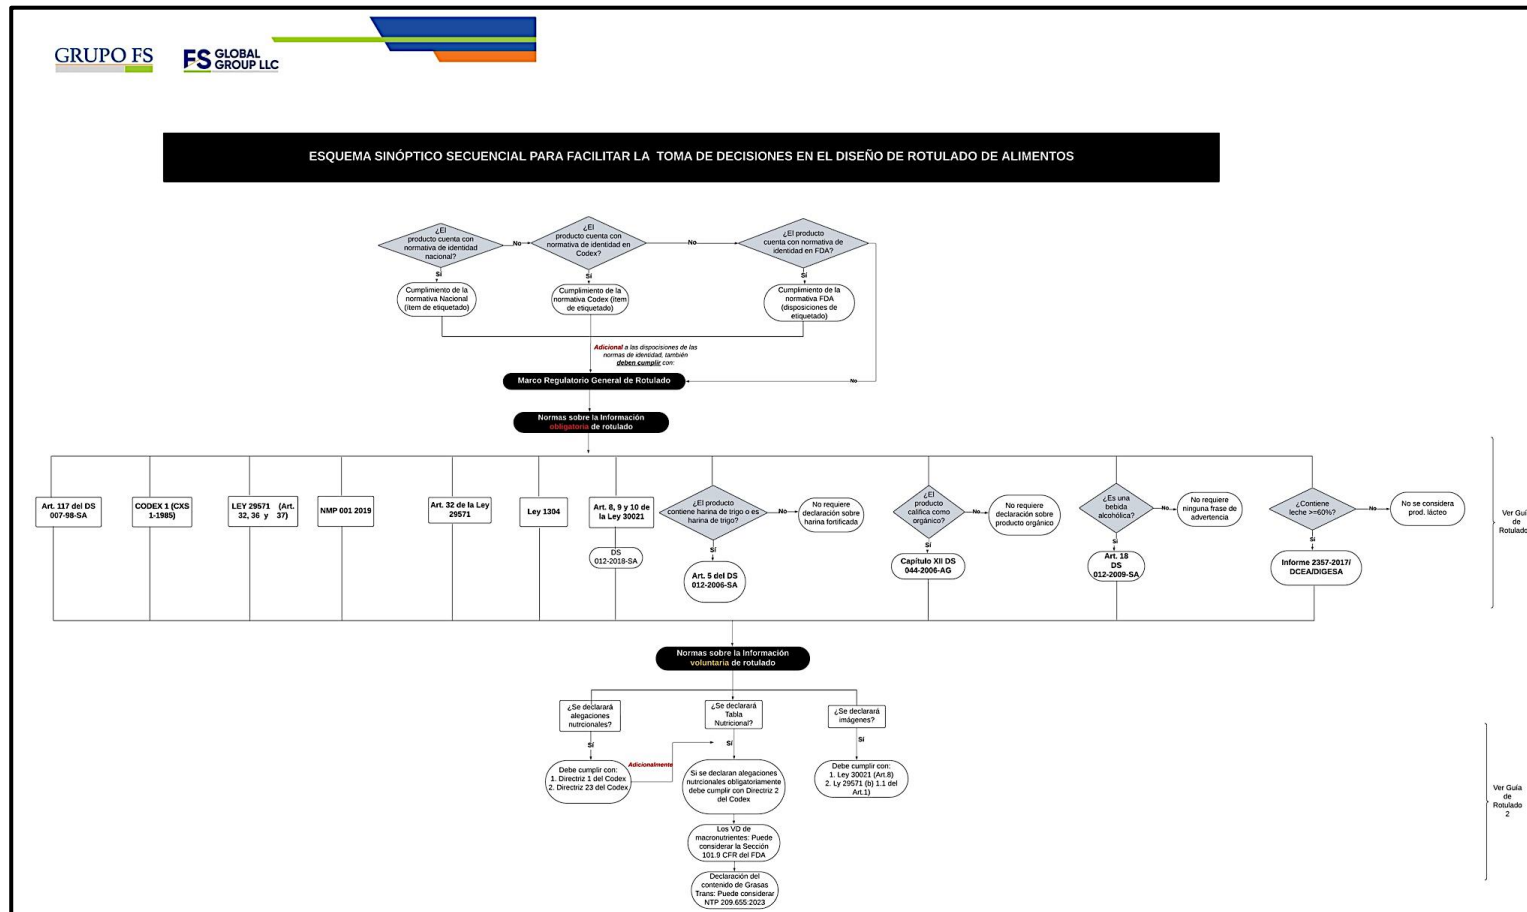 GRUPO FS
FS GLOBAL
GROUP LLC
ESQUEMA SINÓPTICO SECUENCIAL PARA FACILITAR LA TOMA DE DECISIONES EN EL DISEÑO DE ROTULADO DE ALIMENTOS
¿El
producto cuenta con
normativa de identidad
nacional?
No
¿El
producto cuenta con
normativa de identidad en
Codex?
No
¿El producto
cuenta con normativa de
identidad en FDA?
Sí
Sí
Sí
Cumplimiento de la
normativa Nacional
(ítem de etiquetado)
Cumplimiento de la
normativa Codex (ítem
de etiquetado)
Cumplimiento de la
normativa FDA
(disposiciones de
etiquetado)
Adicional a las disposiciones de las
normas de identidad, también
deben cumplir con:
Marco Regulatorio General de Rotulado
No
Normas sobre la Información
obligatoria de rotulado
Art. 117 del DS
007-98-SA
CODEX 1 (CXS
1-1985)
LEY 29571 (Art.
32, 36 y 37)
NMP 001 2019
Art. 32 de la Ley
29571
Ley 1304
Art. 8, 9 y 10 de
la Ley 30021
DS
012-2018-SA
¿El producto
contiene harina de trigo o es
harina de trigo?
No
No requiere
declaración sobre
harina fortificada
Sí
Art. 5 del DS
012-2006-SA
¿El
producto
califica como
orgánico?
No
No requiere
declaración sobre
producto orgánico
Sí
Capítulo XII DS
044-2006-AG
¿Es una
bebida
alcohólica?
No
No requiere
ninguna frase de
advertencia
Sí
Art. 18
DS
012-2009-SA
¿Contiene
leche >=60%?
No
No se considera
prod. lácteo
Si
Informe 2357-2017/
DCEA/DIGESA
Ver Guía
de
Rotulado
Normas sobre la Información
voluntaria de rotulado
¿Se declarará
alegaciones
nutrcionales?
Sí
Debe cumplir con:
1. Directriz 1 del Codex
2. Directriz 23 del Codex
Adicionalmente
¿Se declarará
Tabla
Nutricional?
Sí
Si se declaran alegaciones
nutrcionales obligatoriamente
debe cumplir con Directriz 2
del Codex
Los VD de
macronutrientes: Puede
considerar la Sección
101.9 CFR del FDA
Declaración del
contenido de Grasas
Trans: Puede considerar
NTP 209.655:2023
¿Se declarará
imágenes?
Sí
Debe cumplir con:
1. Ley 30021 (Art.8)
2. Ly 29571 (b) 1.1 del
Art.1)
Ver Guía
de
Rotulado
2